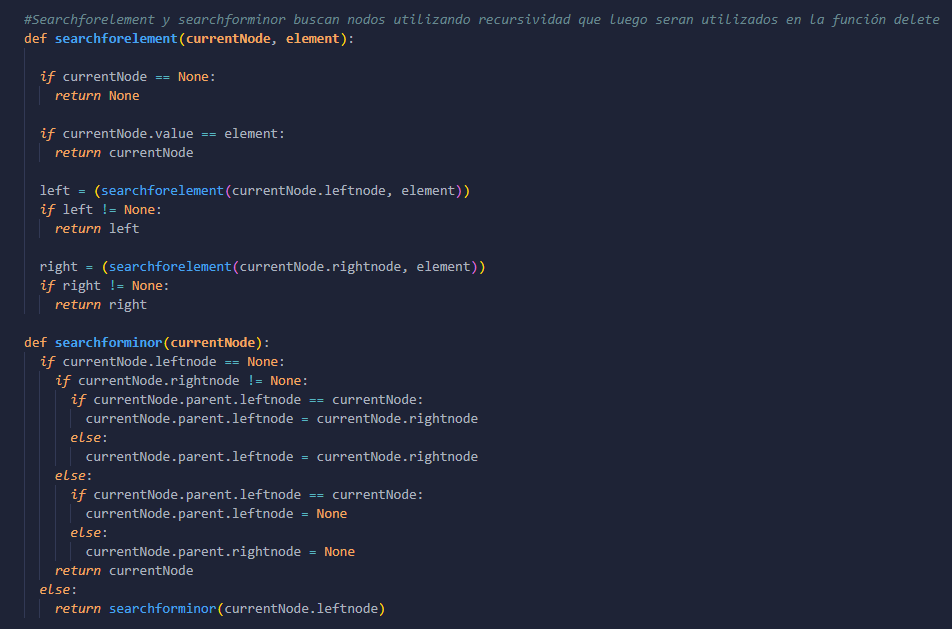 #Searchforelement y searchforminor buscan nodos utilizando recursividad que luego seran utilizados en la función delete
def searchforelement(currentNode, element):
if currentNode == None:
return None
if currentNode.value == element:
return currentNode
left = (searchforelement(currentNode.leftnode, element))
if left != None:
return left
right = (searchforelement(currentNode.rightnode, element))
if right != None:
return right
def searchforminor(currentNode):
if currentNode.leftnode == None:
if currentNode.rightnode != None:
if currentNode.parent.leftnode == currentNode:
currentNode.parent.leftnode = currentNode.rightnode
else:
currentNode.parent.leftnode = currentNode.rightnode
else:
if currentNode.parent.leftnode == currentNode:
currentNode.parent.leftnode = None
else:
currentNode.parent.rightnode = None
return currentNode
else:
return searchforminor(currentNode.leftnode)